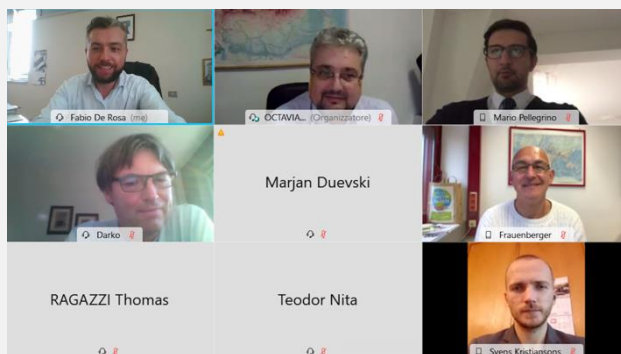 Fabio De Rosa (me)
OCTAVIA... (Organizzatore)
Mario Pellegrino
Darko
Marjan Duevski
Frauenberger
RAGAZZI Thomas
Teodor Nita
Svens Kristiansons